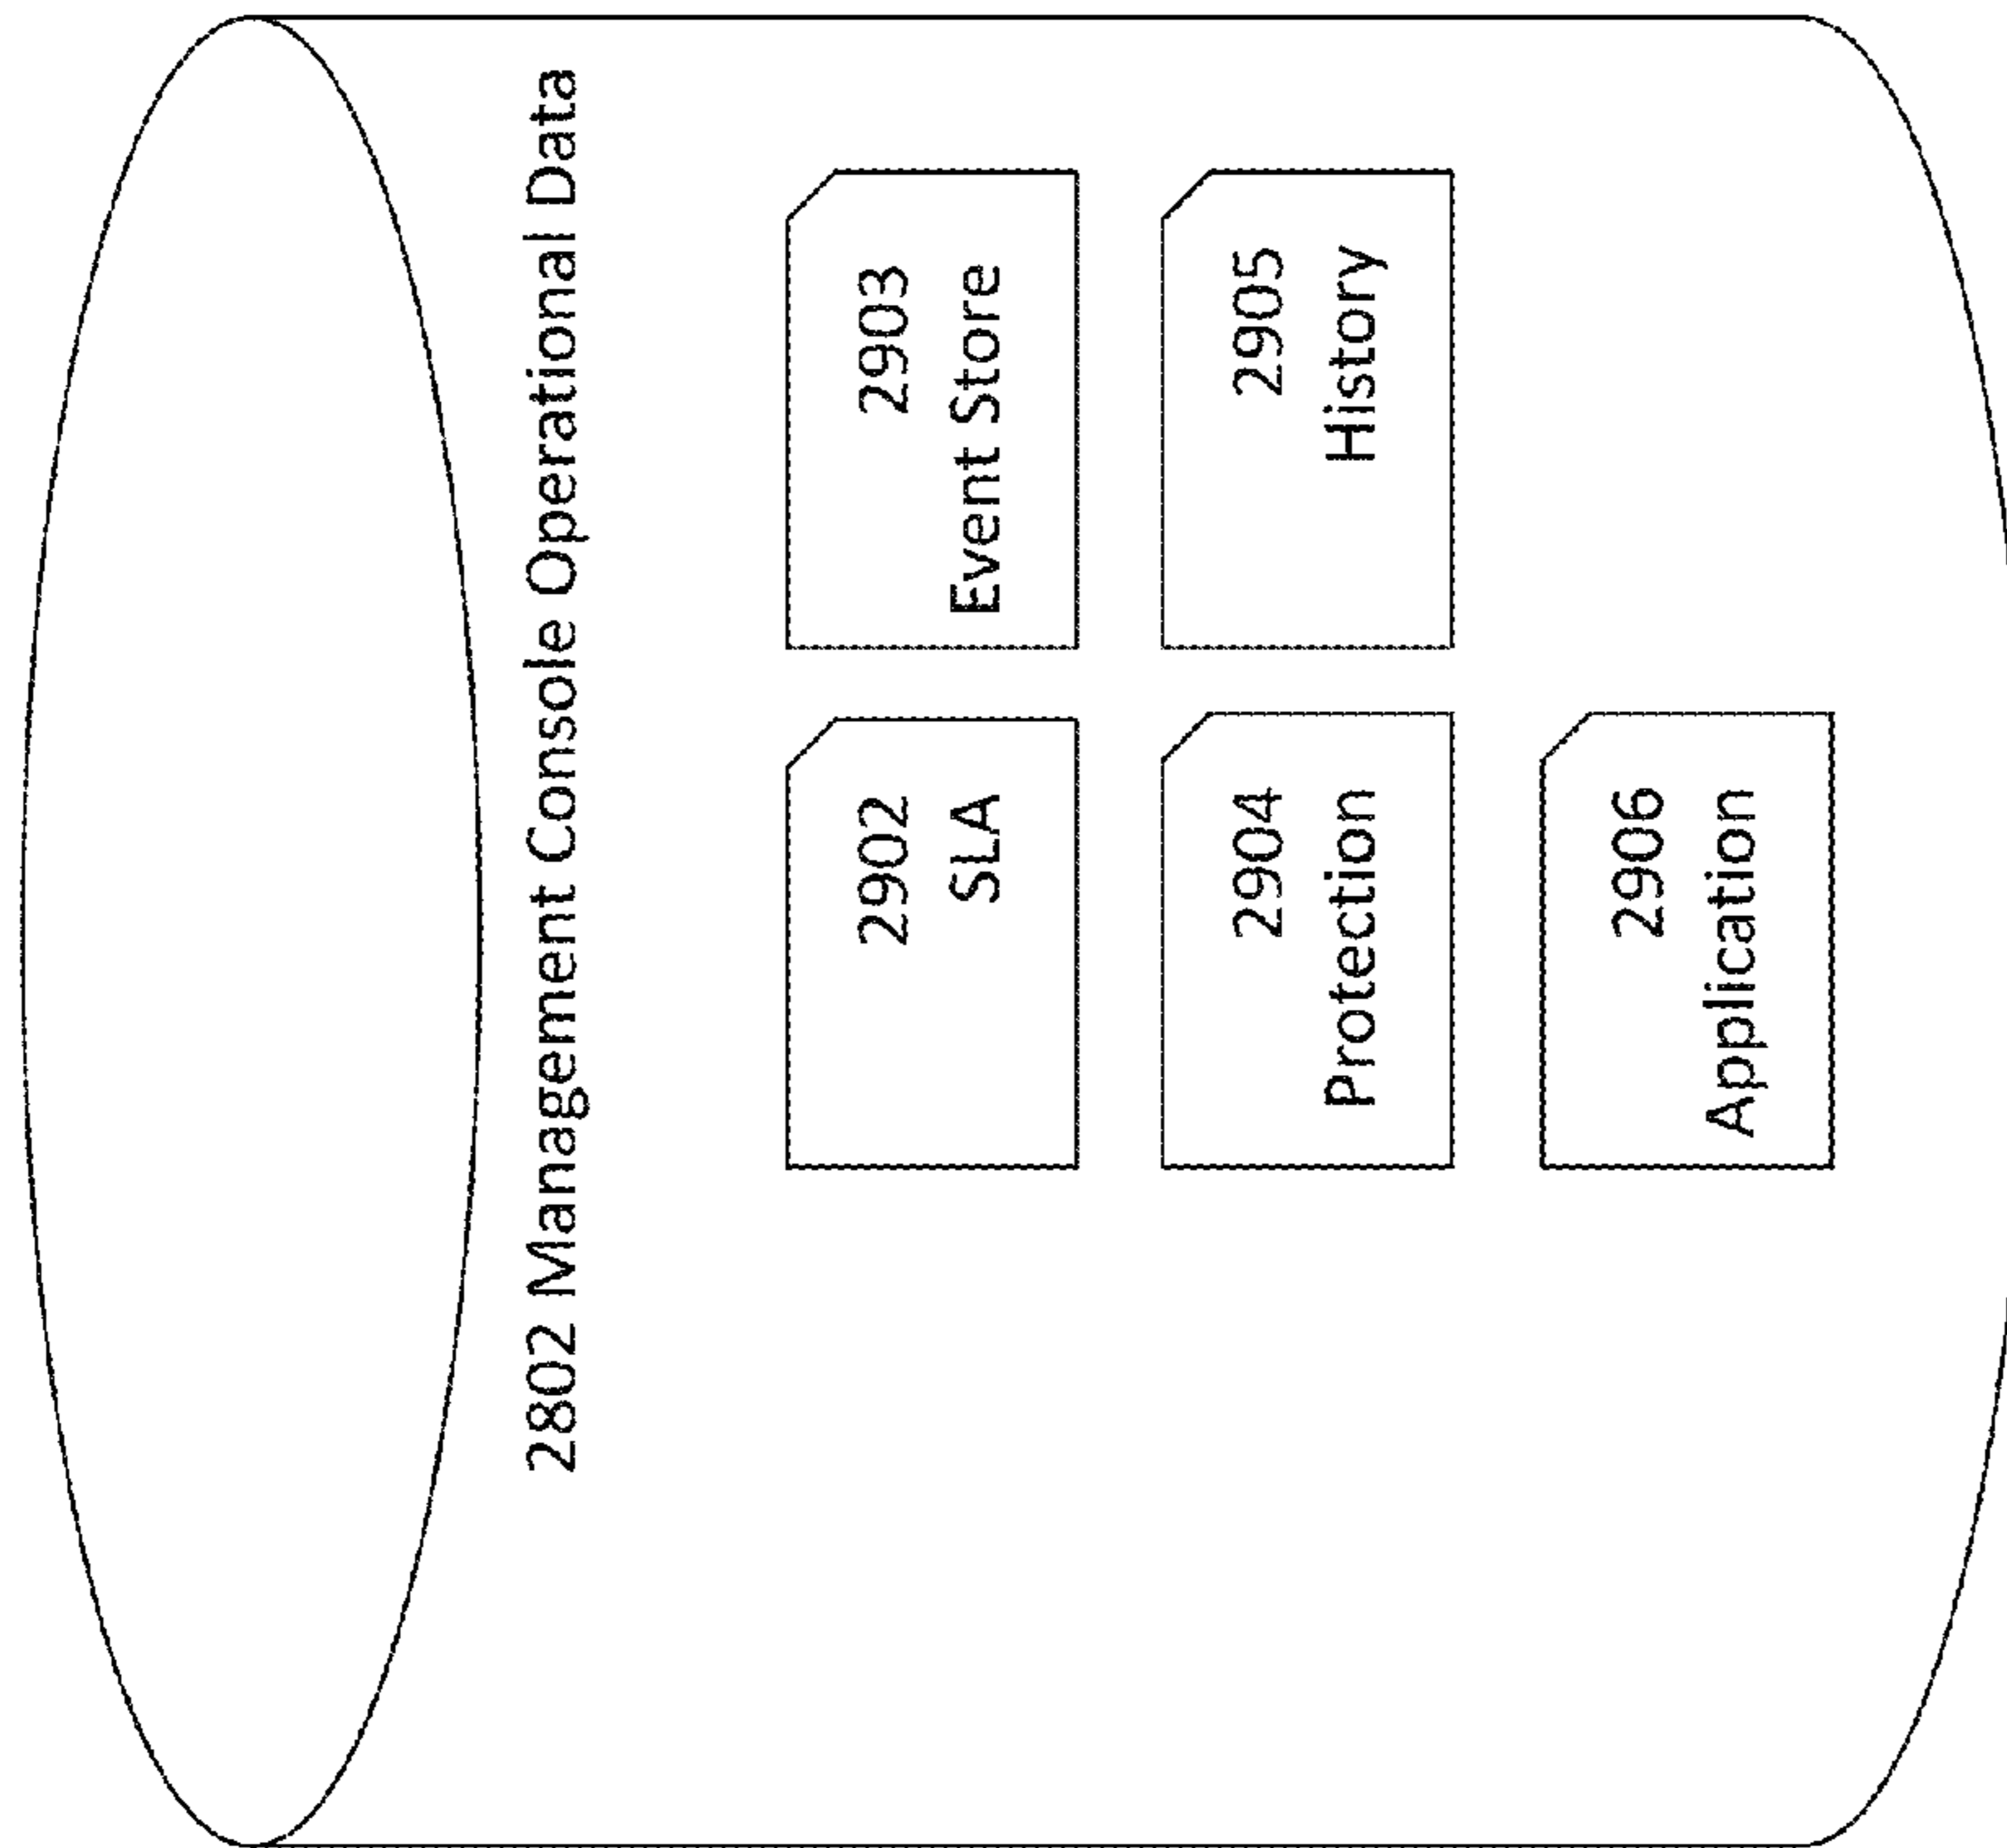 2802 Management Console Operational Data
2902
SLA
2903
Event Store
2904
Protection
2905
History
2906
Application